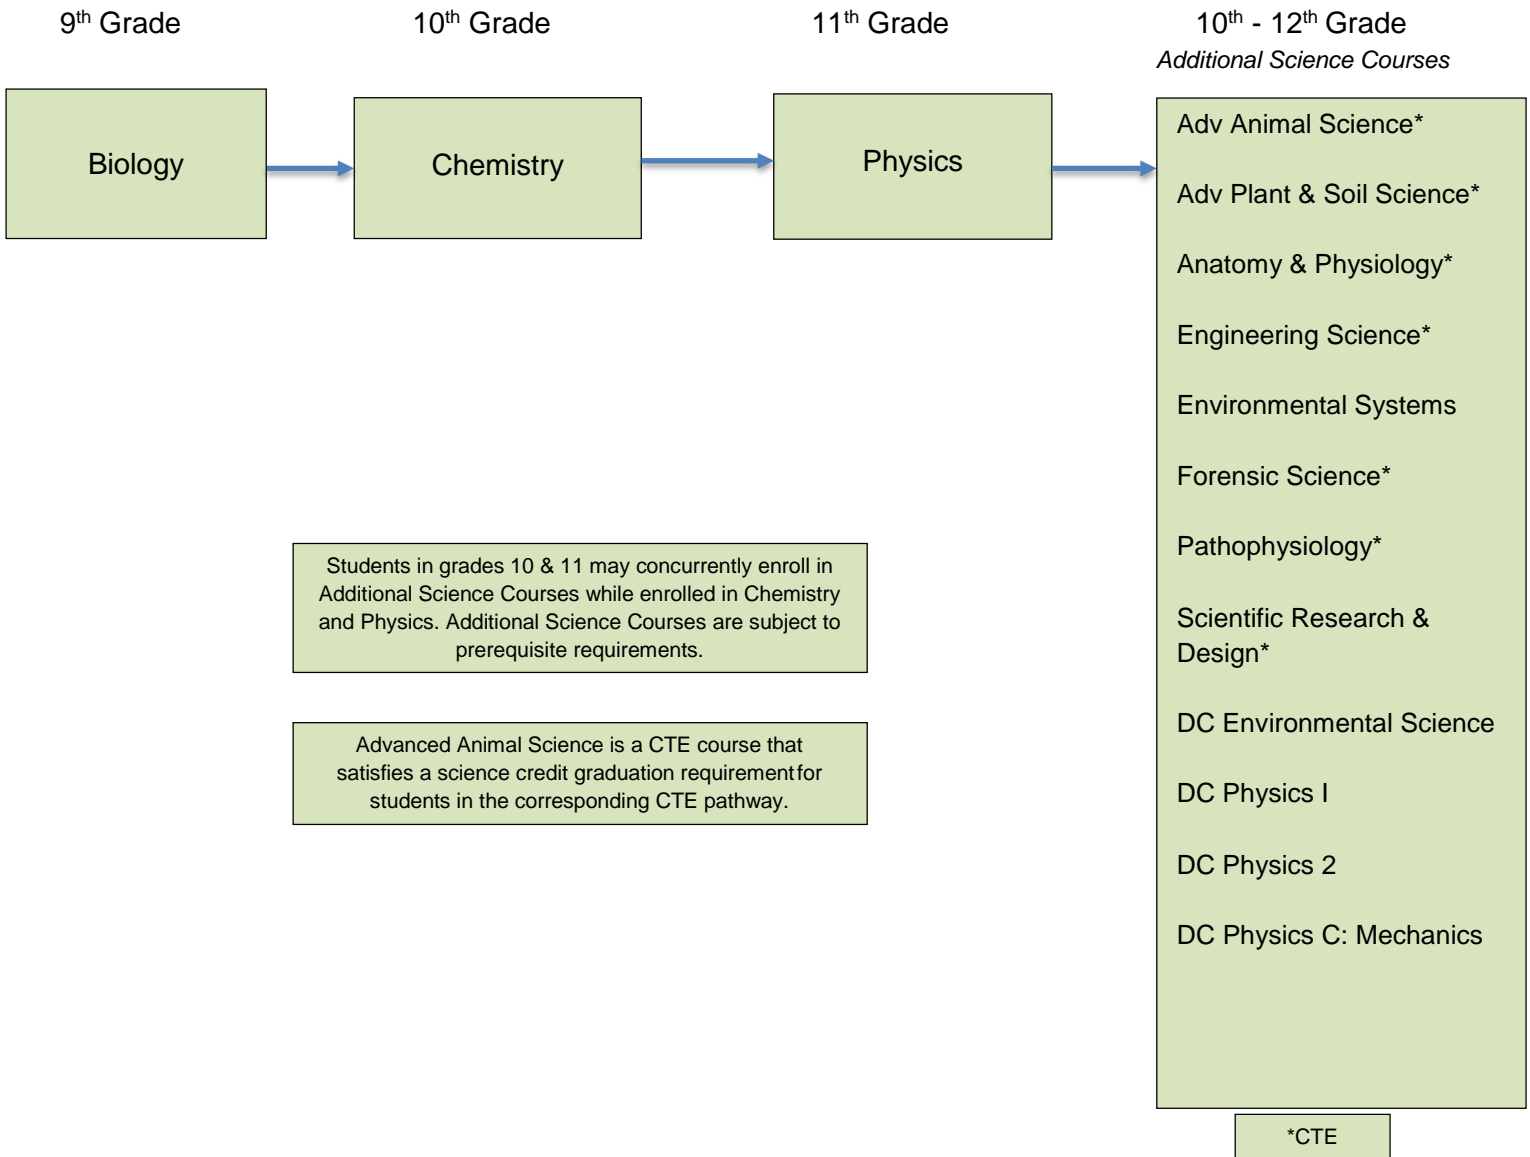 9th Grade
10th Grade
11th Grade
10th - 12th Grade
Additional Science Courses
Biology
Chemistry
Physics
Adv Animal Science*
Adv Plant & Soil Science*
Anatomy & Physiology*
Engineering Science*
Environmental Systems
Forensic Science*
Pathophysiology*
Scientific Research &
Design*
DC Environmental Science
DC Physics I
DC Physics 2
DC Physics C: Mechanics
Students in grades 10 & 11 may concurrently enroll in
Additional Science Courses while enrolled in Chemistry
and Physics. Additional Science Courses are subject to
prerequisite requirements.
Advanced Animal Science is a CTE course that
satisfies a science credit graduation requirement for
students in the corresponding CTE pathway.
*CTE